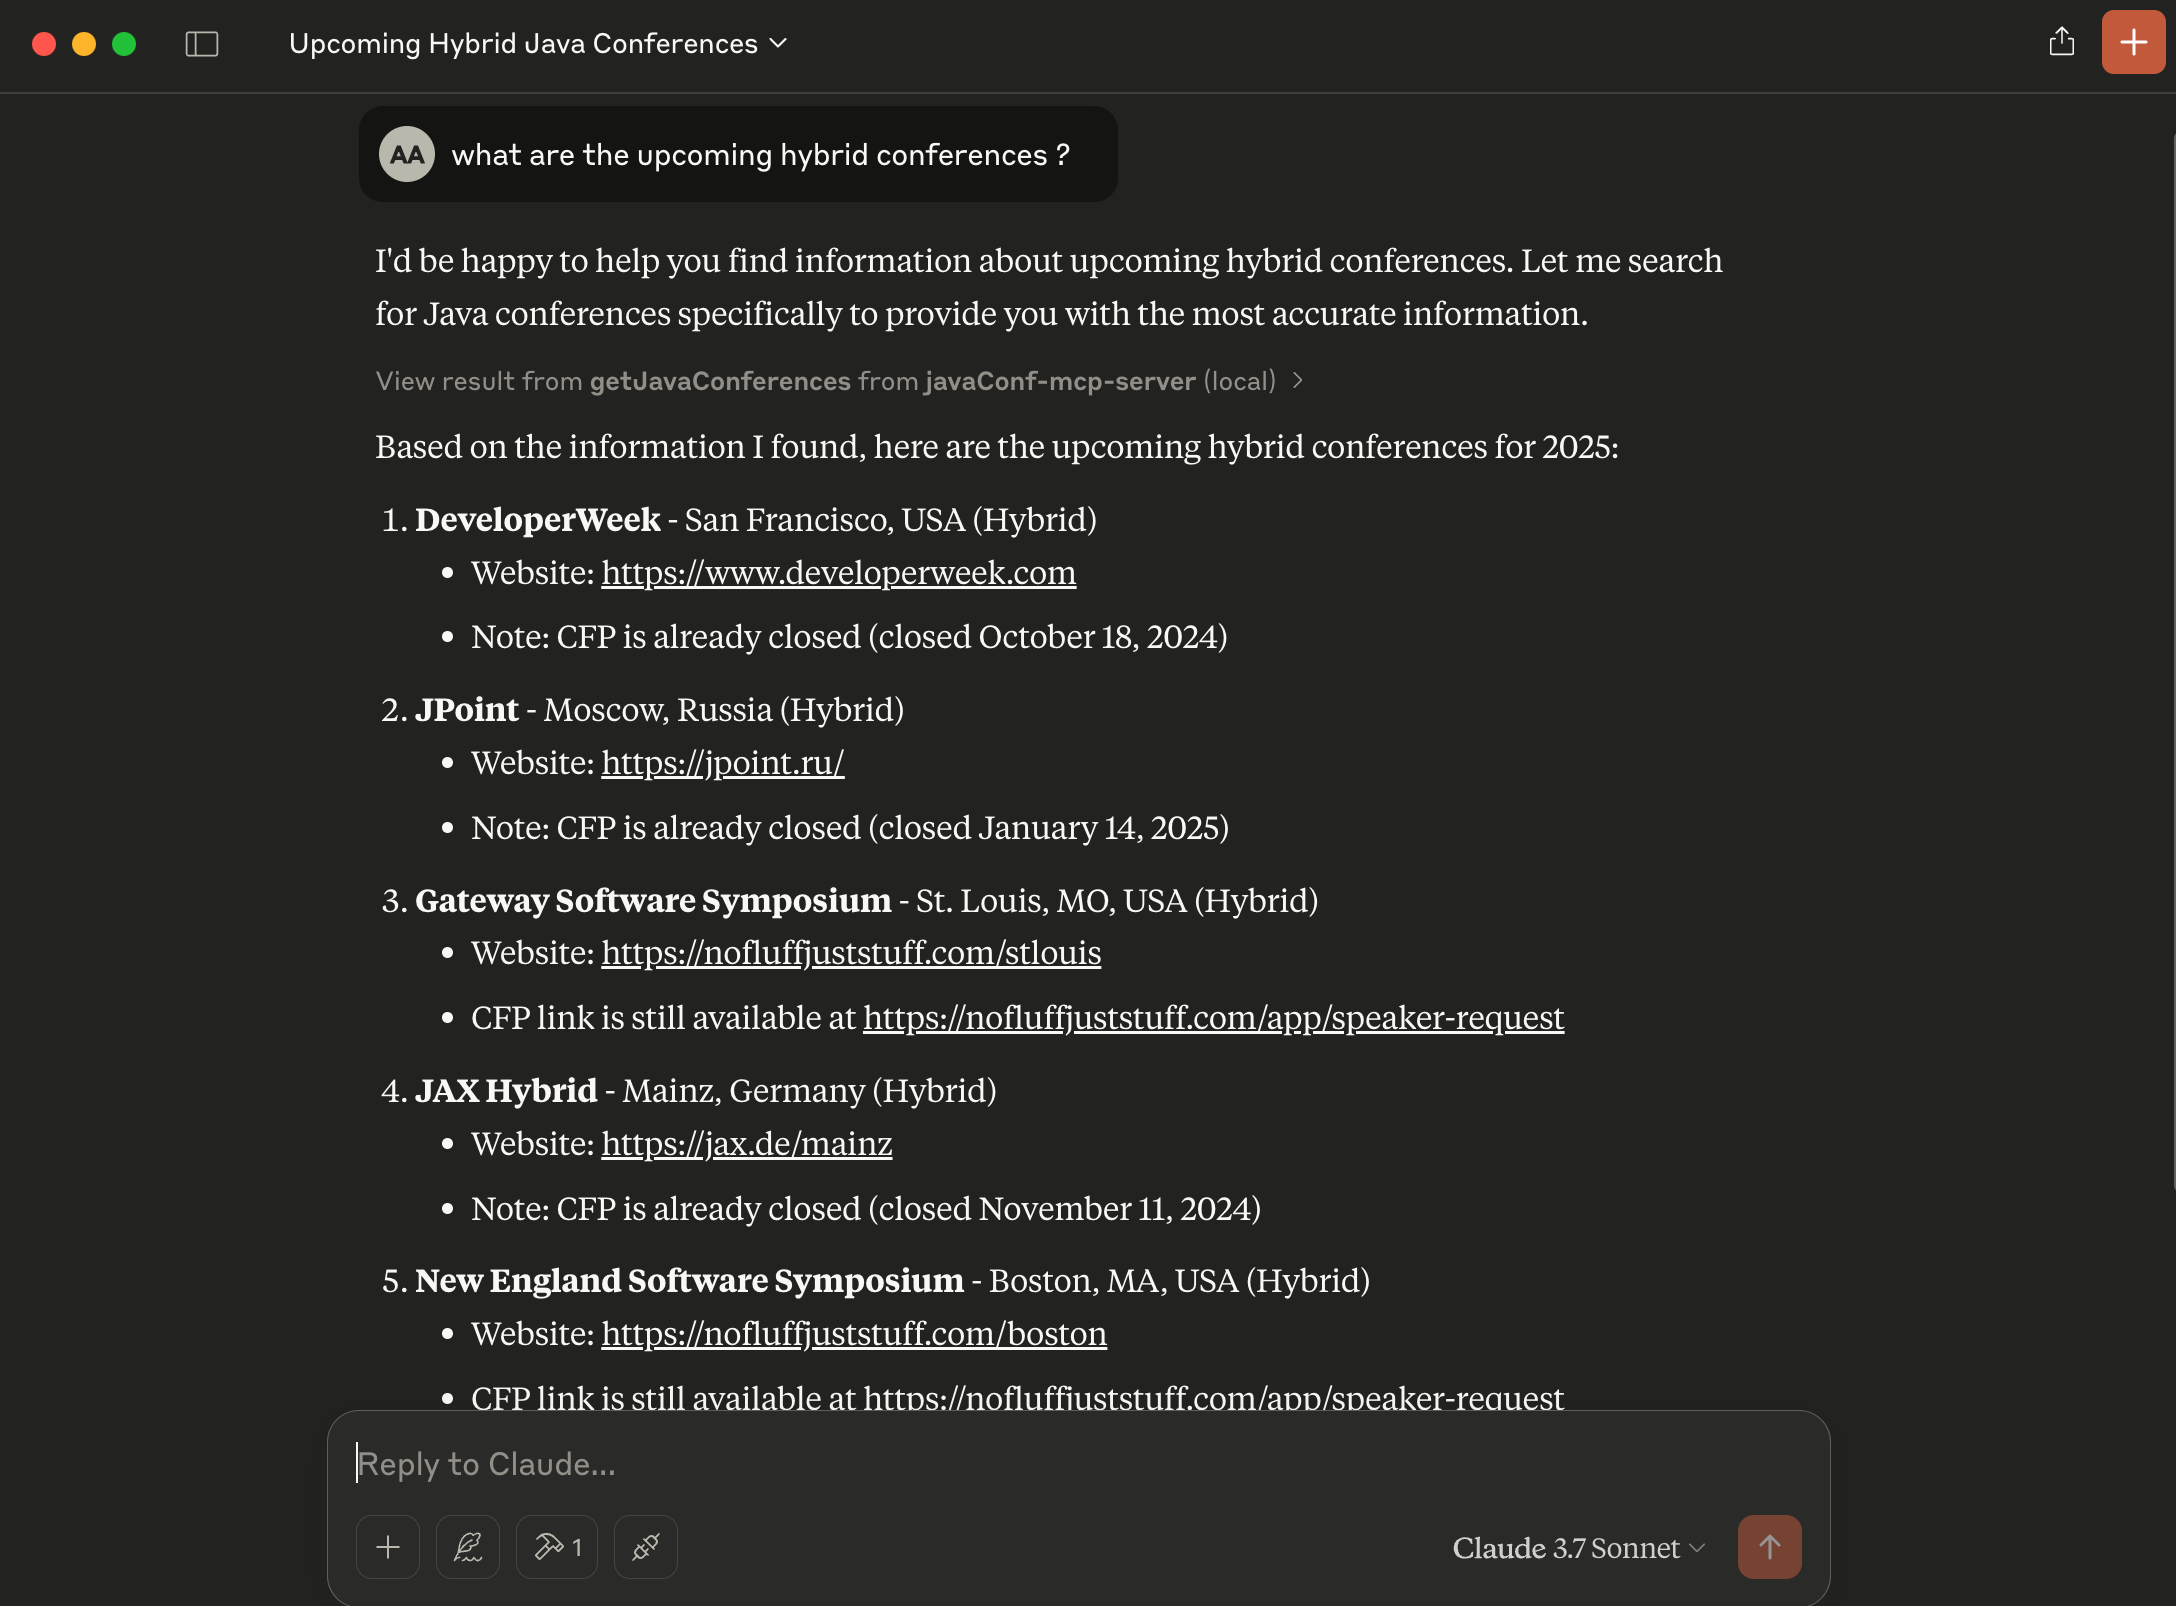 Upcoming Hybrid Java Conferences
AA what are the upcoming hybrid conferences ?
I'd be happy to help you find information about upcoming hybrid conferences. Let me search
for Java conferences specifically to provide you with the most accurate information.
View result from getJavaConferences from javaConf-mcp-server (local)
Based on the information I found, here are the upcoming hybrid conferences for 2025:
1. DeveloperWeek - San Francisco, USA (Hybrid)
• Website: https://www.developerweek.com
• Note: CFP is already closed (closed October 18, 2024)
2. JPoint - Moscow, Russia (Hybrid)
• Website: https://jpoint.ru/
• Note: CFP is already closed (closed January 14, 2025)
3. Gateway Software Symposium - St. Louis, MO, USA (Hybrid)
• Website: https://nofluffjuststuff.com/stlouis
• CFP link is still available at https://nofluffjuststuff.com/app/speaker-request
4. JAX Hybrid - Mainz, Germany (Hybrid)
• Website: https://jax.de/mainz
• Note: CFP is already closed (closed November 11, 2024)
5. New England Software Symposium - Boston, MA, USA (Hybrid)
• Website: https://nofluffjuststuff.com/boston
• CFP link is still available at https://nofluffjuststuff.com/app/speaker-request
Reply to Claude...
1
Claude 3.7 Sonnet